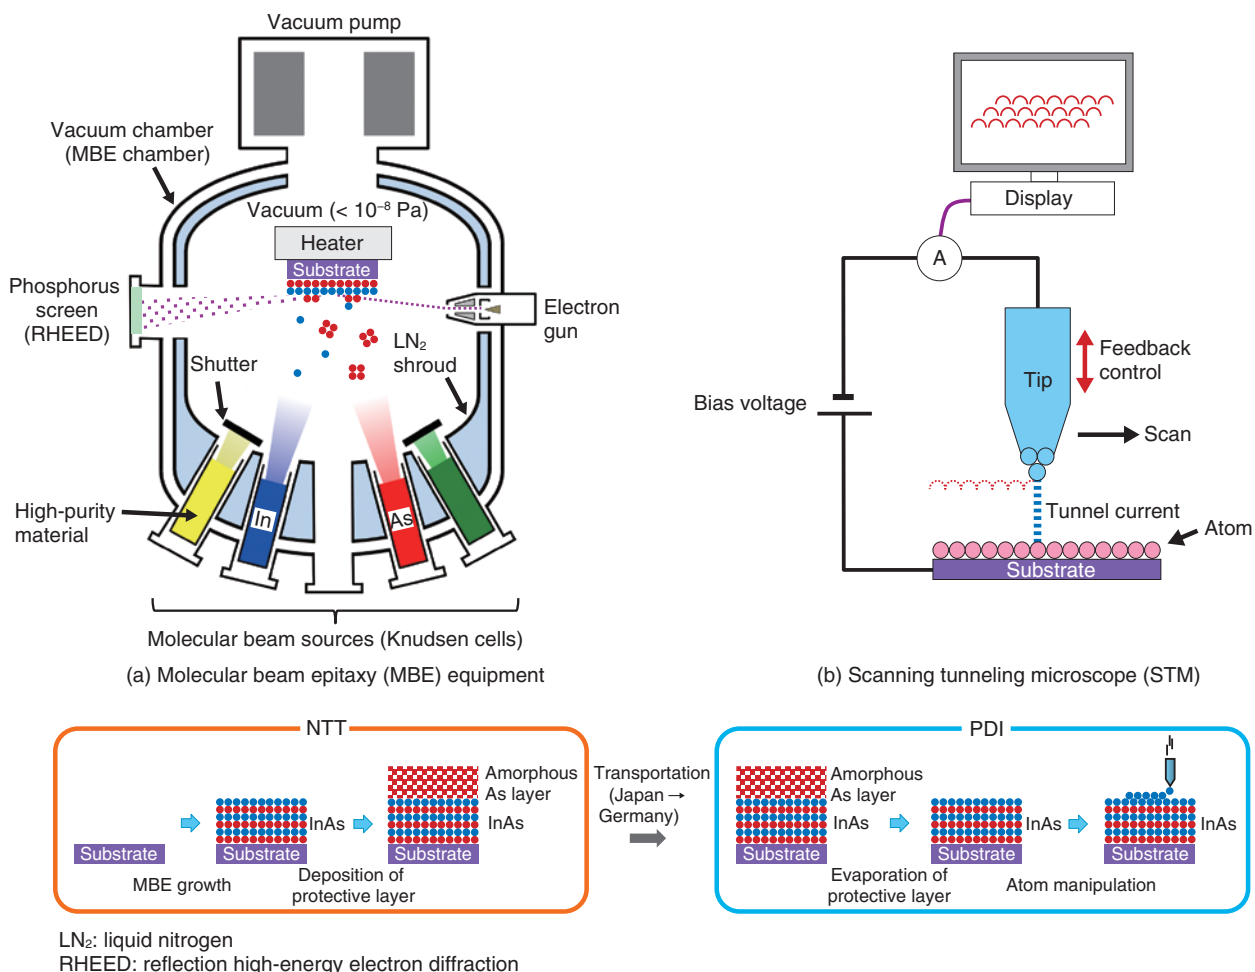 Vacuum pump
Vacuum chamber
(MBE chamber)
Vacuum (< 10⁻⁸ Pa)
Heater
Substrate
Phosphorus
screen
(RHEED)
Electron
gun
LN₂
shroud
Shutter
High-purity
material
In
As
Molecular beam sources (Knudsen cells)
(a) Molecular beam epitaxy (MBE) equipment
Display
A
Tip
Feedback
control
Bias voltage
Scan
Tunnel current
Atom
Substrate
(b) Scanning tunneling microscope (STM)
NTT
Amorphous
As layer
InAs
InAs
Substrate
Substrate
Substrate
MBE growth
Deposition of
protective layer
Transportation
(Japan →
Germany)
PDI
Amorphous
As layer
InAs
InAs
InAs
Substrate
Substrate
Substrate
Evaporation of
protective layer
Atom manipulation
LN₂: liquid nitrogen
RHEED: reflection high-energy electron diffraction